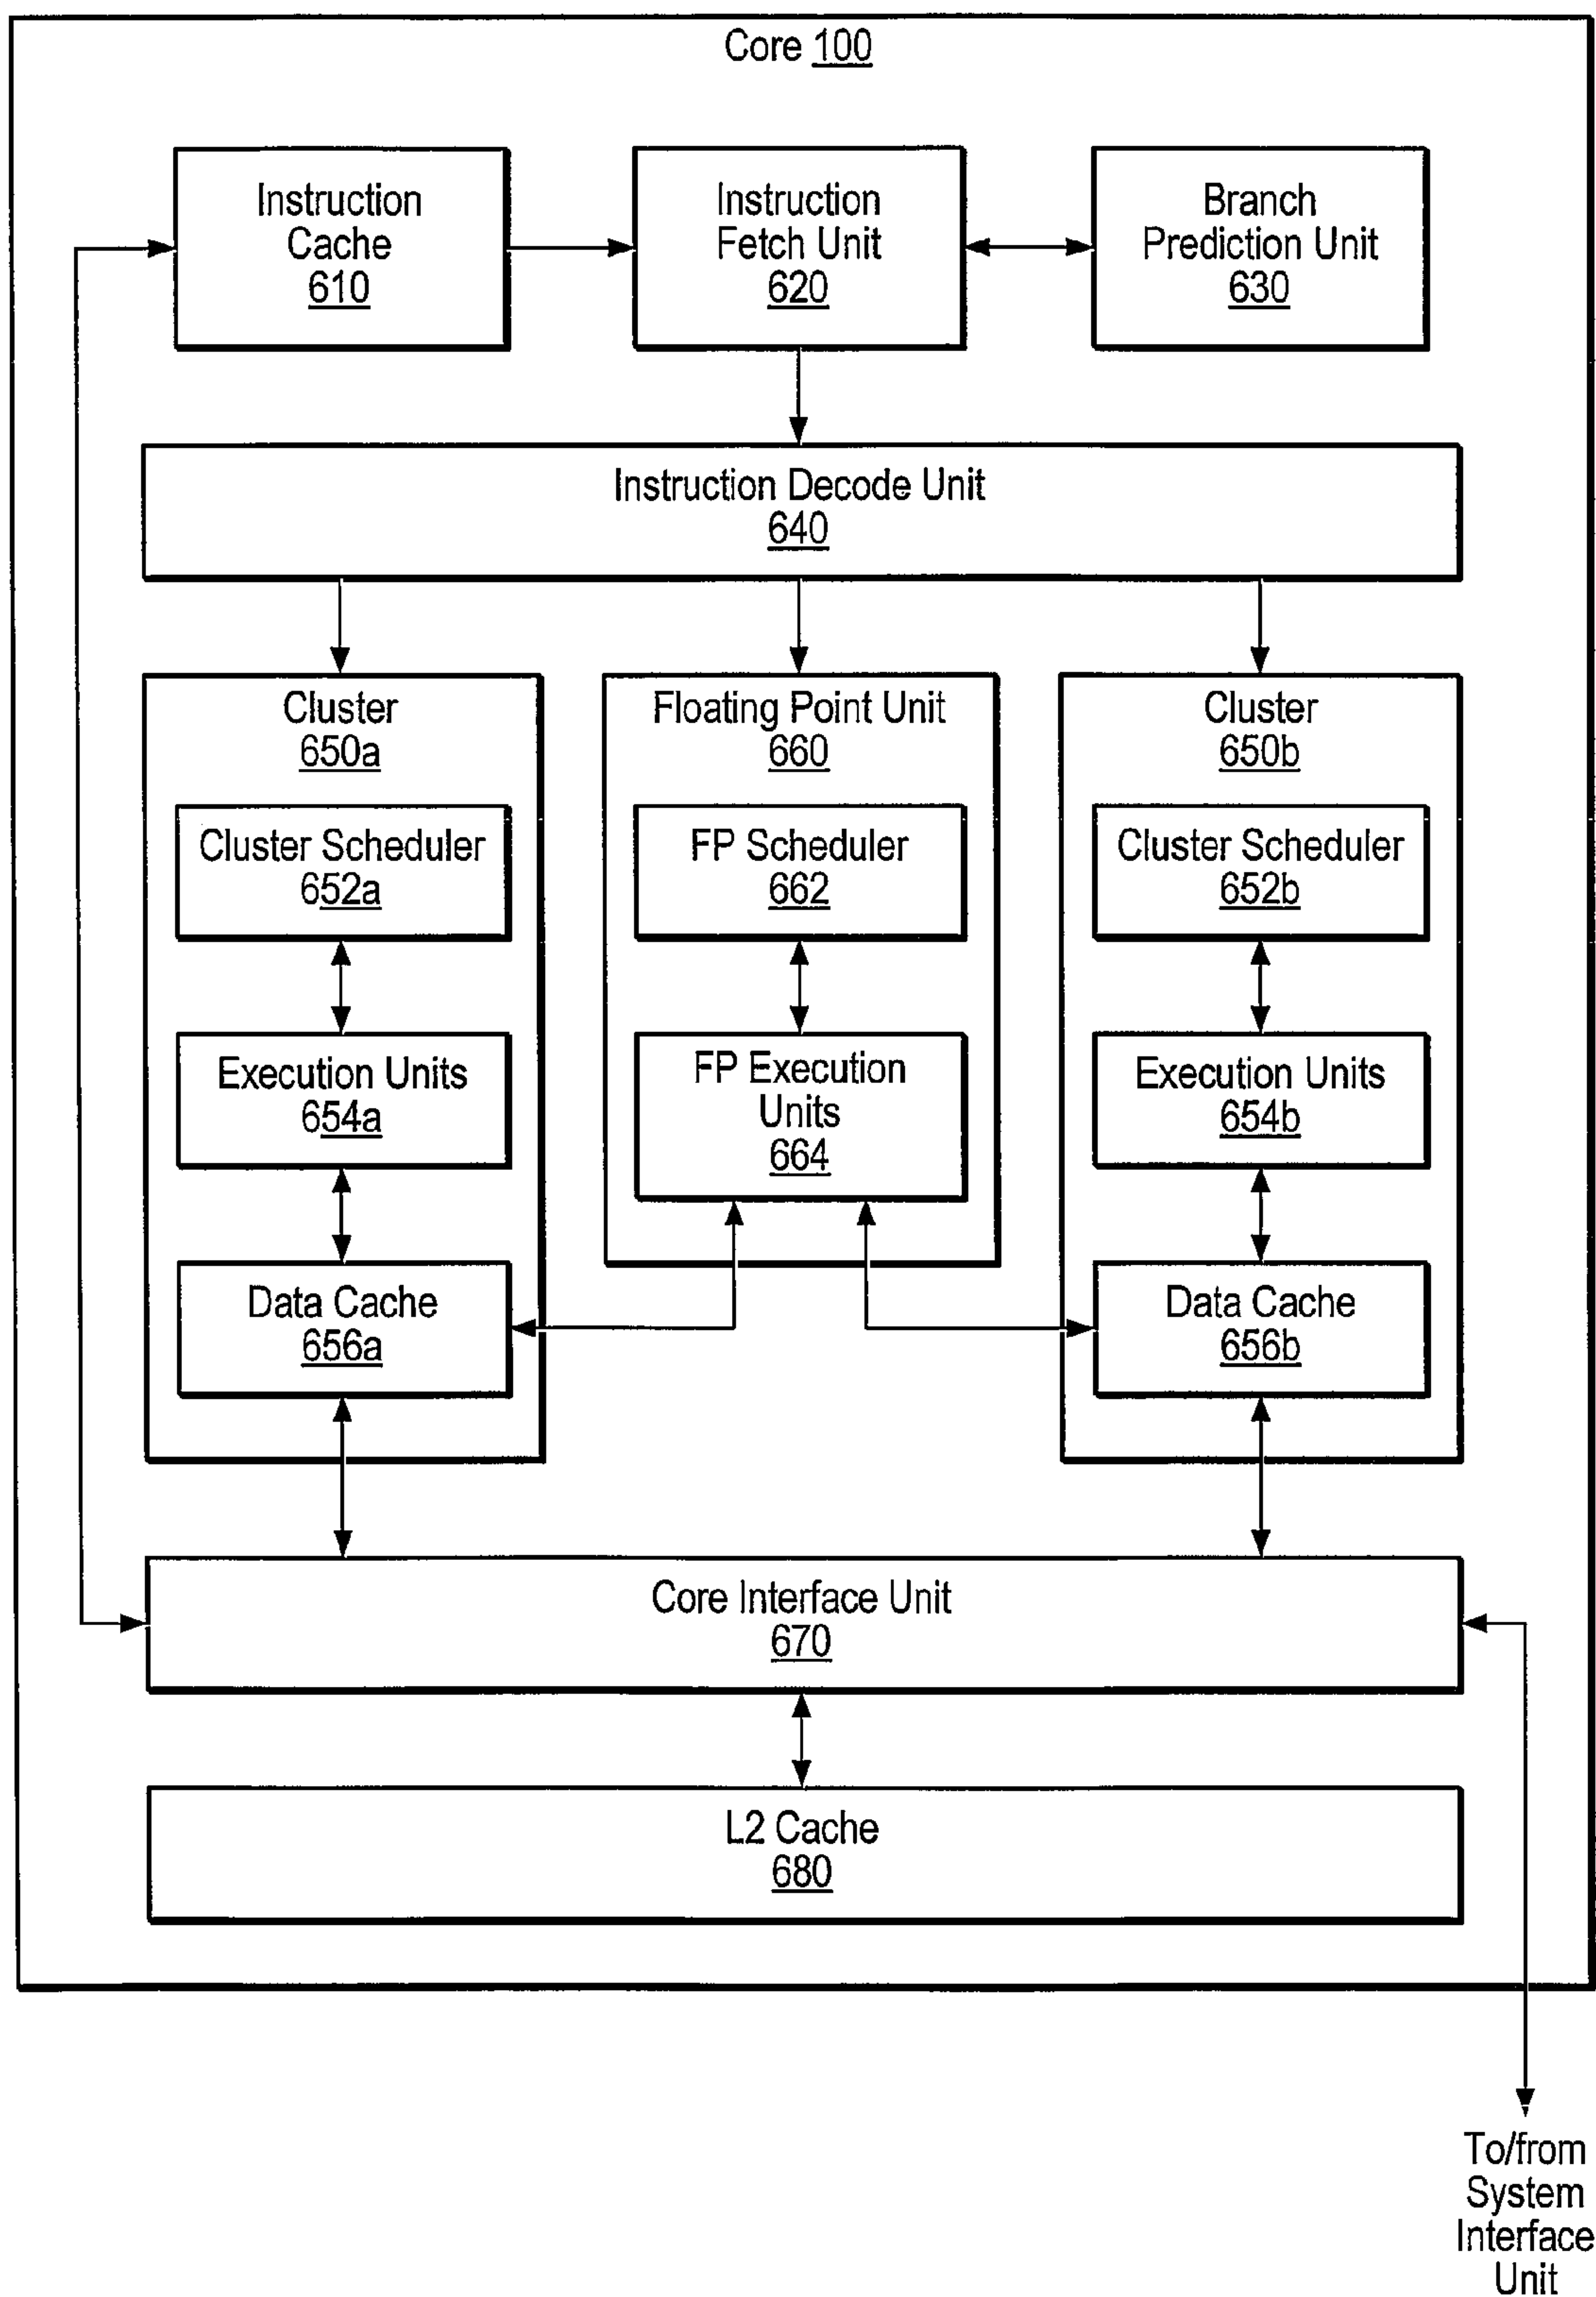 Core 100
Instruction
Cache
610
Instruction
Fetch Unit
620
Branch
Prediction Unit
630
Instruction Decode Unit
640
Cluster
650a
Cluster Scheduler
652a
Execution Units
654a
Data Cache
656a
Floating Point Unit
660
FP Scheduler
662
FP Execution
Units
664
Cluster
650b
Cluster Scheduler
652b
Execution Units
654b
Data Cache
656b
Core Interface Unit
670
L2 Cache
680
To/from
System
Interface
Unit